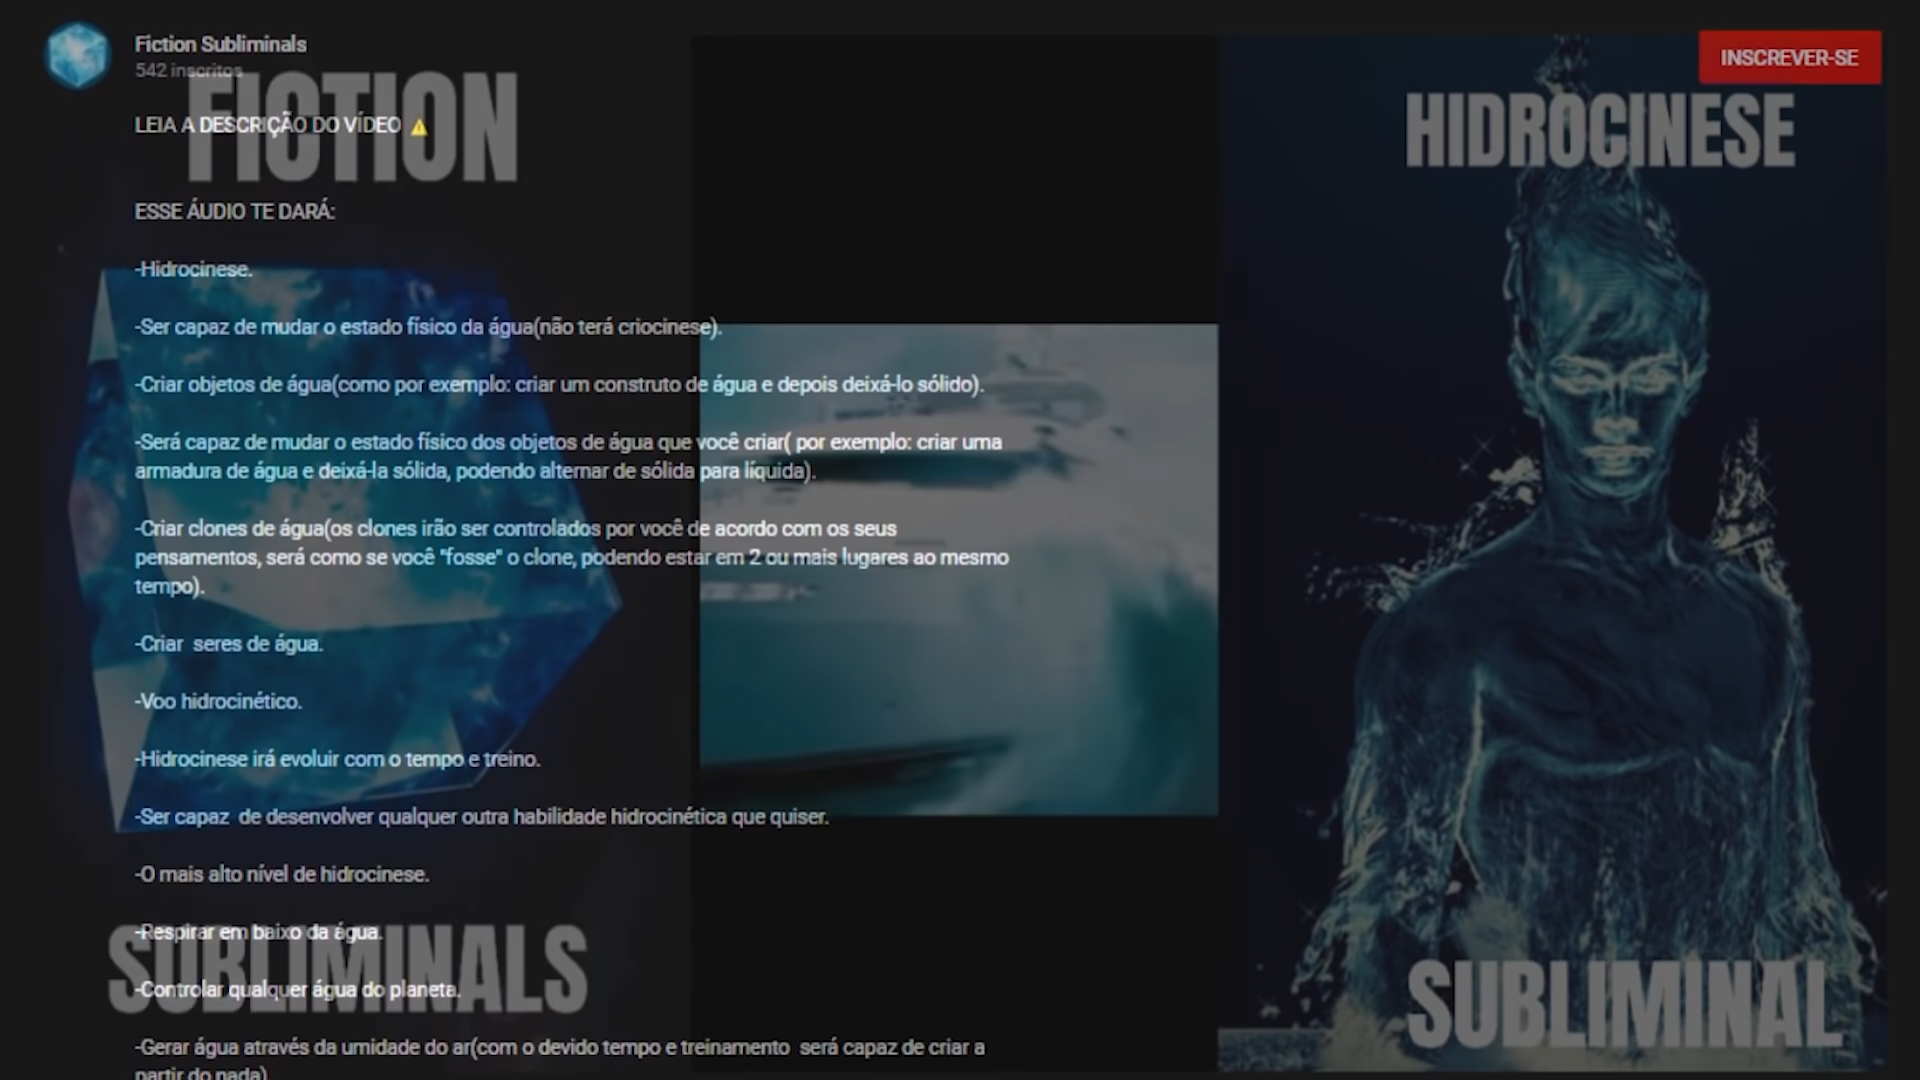 Fiction Subliminals
542 inscritos
INSCREVER-SE
FICTION
HIDROCINESE
LEIA A DESCRIÇÃO DO VÍDEO ⚠
ESSE ÁUDIO TE DARÁ:
-Hidrocinese.
-Ser capaz de mudar o estado físico da água(não terá criocinese).
-Criar objetos de água(como por exemplo: criar um construto de água e depois deixá-lo sólido).
-Será capaz de mudar o estado físico dos objetos de água que você criar( por exemplo: criar uma
armadura de água e deixá-la sólida, podendo alternar de sólida para líquida).
-Criar clones de água(os clones irão ser controlados por você de acordo com os seus
pensamentos, será como se você "fosse" o clone, podendo estar em 2 ou mais lugares ao mesmo
tempo).
-Criar  seres de água.
-Voo hidrocinético.
-Hidrocinese irá evoluir com o tempo e treino.
-Ser capaz  de desenvolver qualquer outra habilidade hidrocinética que quiser.
-O mais alto nível de hidrocinese.
-Respirar em baixo da água.
SUBLIMINALS
-Controlar qualquer água do planeta.
SUBLIMINAL
-Gerar água através da umidade do ar(com o devido tempo e treinamento  será capaz de criar a
partir do nada)